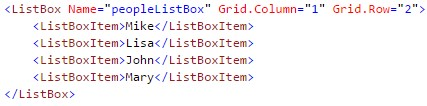 <ListBox Name="peopleListBox" Grid.Column="1" Grid.Row="2">
    <ListBoxItem>Mike</ListBoxItem>
    <ListBoxItem>Lisa</ListBoxItem>
    <ListBoxItem>John</ListBoxItem>
    <ListBoxItem>Mary</ListBoxItem>
</ListBox>